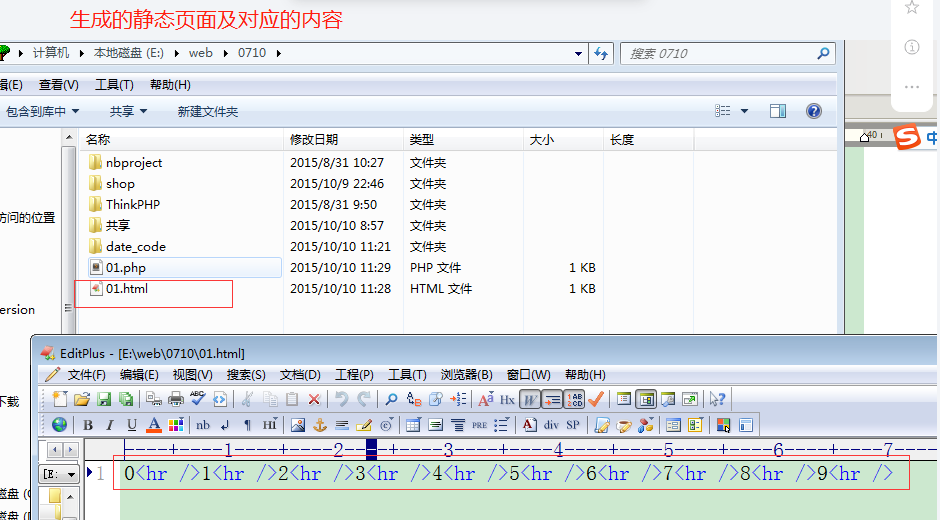 生成的静态页面及对应的内容
计算机 本地磁盘 (E:) web 0710
搜索 0710
辑(E) 查看(V) 工具(T) 帮助(H)
包含到库中 共享 新建文件夹
名称 修改日期 类型 大小 长度
nbproject 2015/8/31 10:27 文件夹
shop 2015/10/9 22:46 文件夹
ThinkPHP 2015/8/31 9:50 文件夹
共享 2015/10/10 8:57 文件夹
date_code 2015/10/10 11:21 文件夹
01.php 2015/10/10 11:29 PHP 文件 1 KB
01.html 2015/10/10 11:28 HTML 文件 1 KB
访问的位置
ersion
下载
40
中
EditPlus - [E:\web\0710\01.html]
文件(F) 编辑(E) 视图(V) 搜索(S) 文档(D) 工程(P) 工具(T) 浏览器(B) 窗口(W) 帮助(H)
Hx W
B I U A nb ¶ HI PRE A div SP
----+----1----+----2----+----3----+----4----+----5----+----6----+----7
[E:
1 0<hr />1<hr />2<hr />3<hr />4<hr />5<hr />6<hr />7<hr />8<hr />9<hr />
磁盘 (
磁盘 (